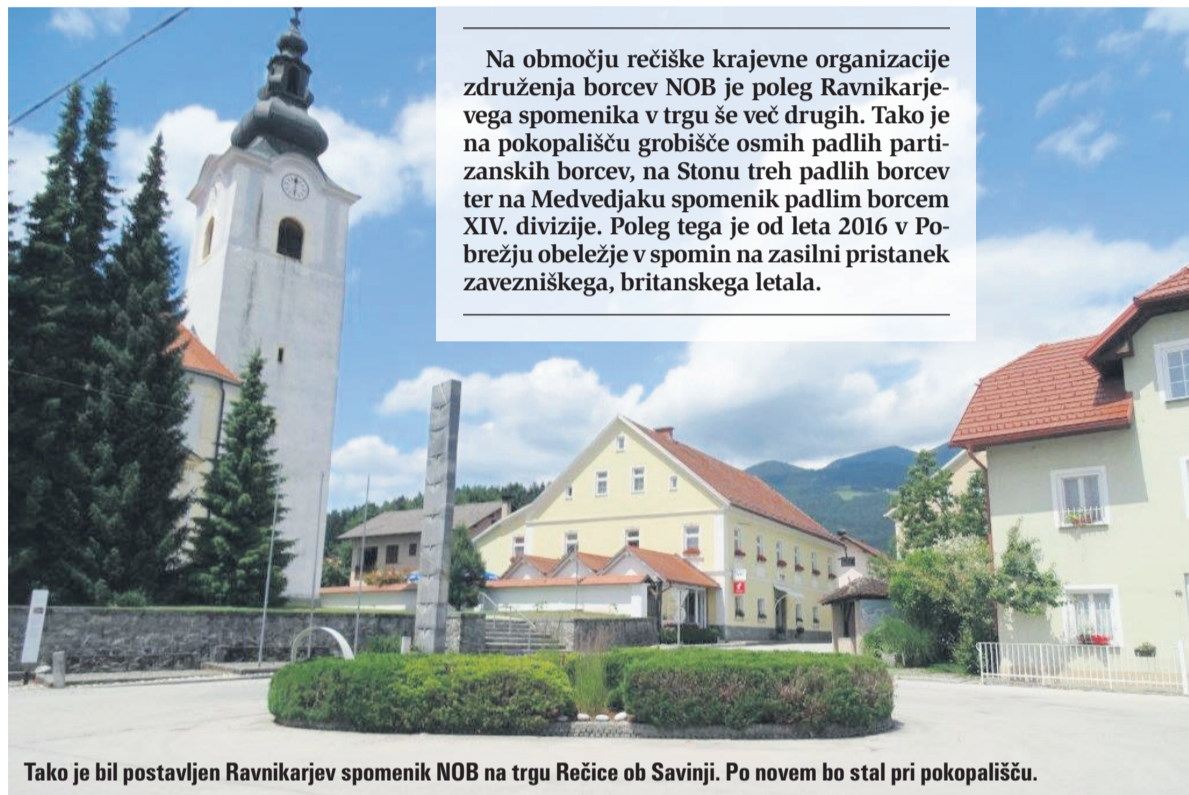 Na območju rečiške krajevne organizacije
združenja borcev NOB je poleg Ravnikarje-
vega spomenika v trgu še več drugih. Tako je
na pokopališču grobišče osmih padlih parti-
zanskih borcev, na Stonu treh padlih borcev
ter na Medvedjaku spomenik padlim borcem
XIV. divizije. Poleg tega je od leta 2016 v Po-
brežju obeležje v spomin na zasilni pristanek
zavezniškega, britanskega letala.
Tako je bil postavljen Ravnikarjev spomenik NOB na trgu Rečice ob Savinji. Po novem bo stal pri pokopališču.